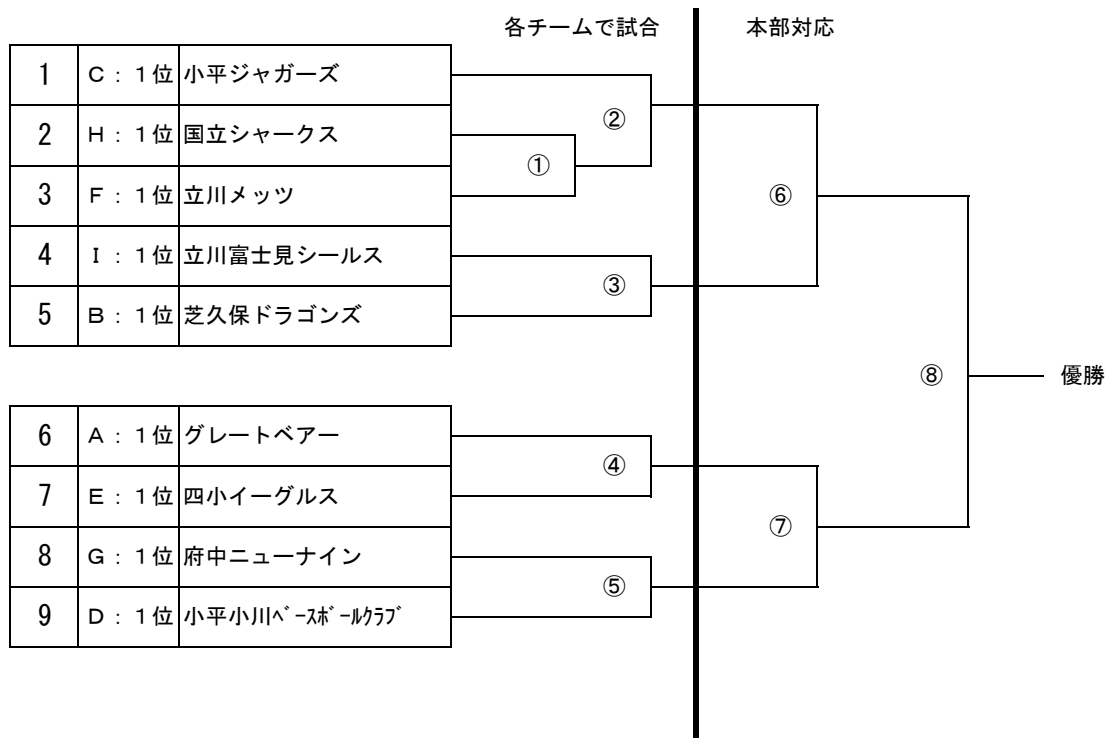 各チームで試合 本部対応
1 C：1位 小平ジャガーズ
②
2 H：1位 国立シャークス
①
3 F：1位 立川メッツ
⑥
4 I：1位 立川富士見シールス
③
5 B：1位 芝久保ドラゴンズ
⑧ 優勝
6 A：1位 グレートベアー
④
7 E：1位 四小イーグルス
⑦
8 G：1位 府中ニューナイン
⑤
9 D：1位 小平小川ﾍﾞｰｽﾎﾞｰﾙｸﾗﾌﾞ